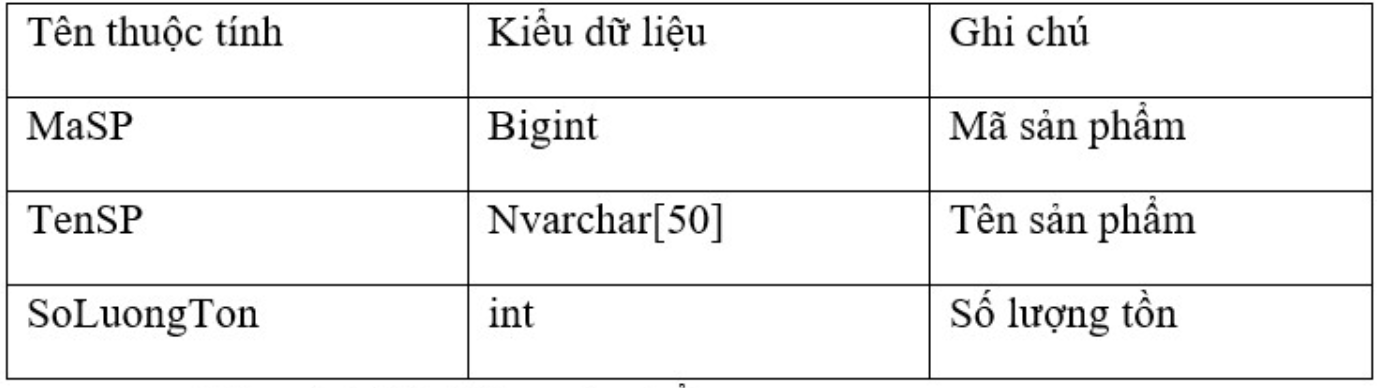 Tên thuộc tính Kiểu dữ liệu Ghi chú
MaSP Bigint Mã sản phẩm
TenSP Nvarchar[50] Tên sản phẩm
SoLuongTon int Số lượng tồn